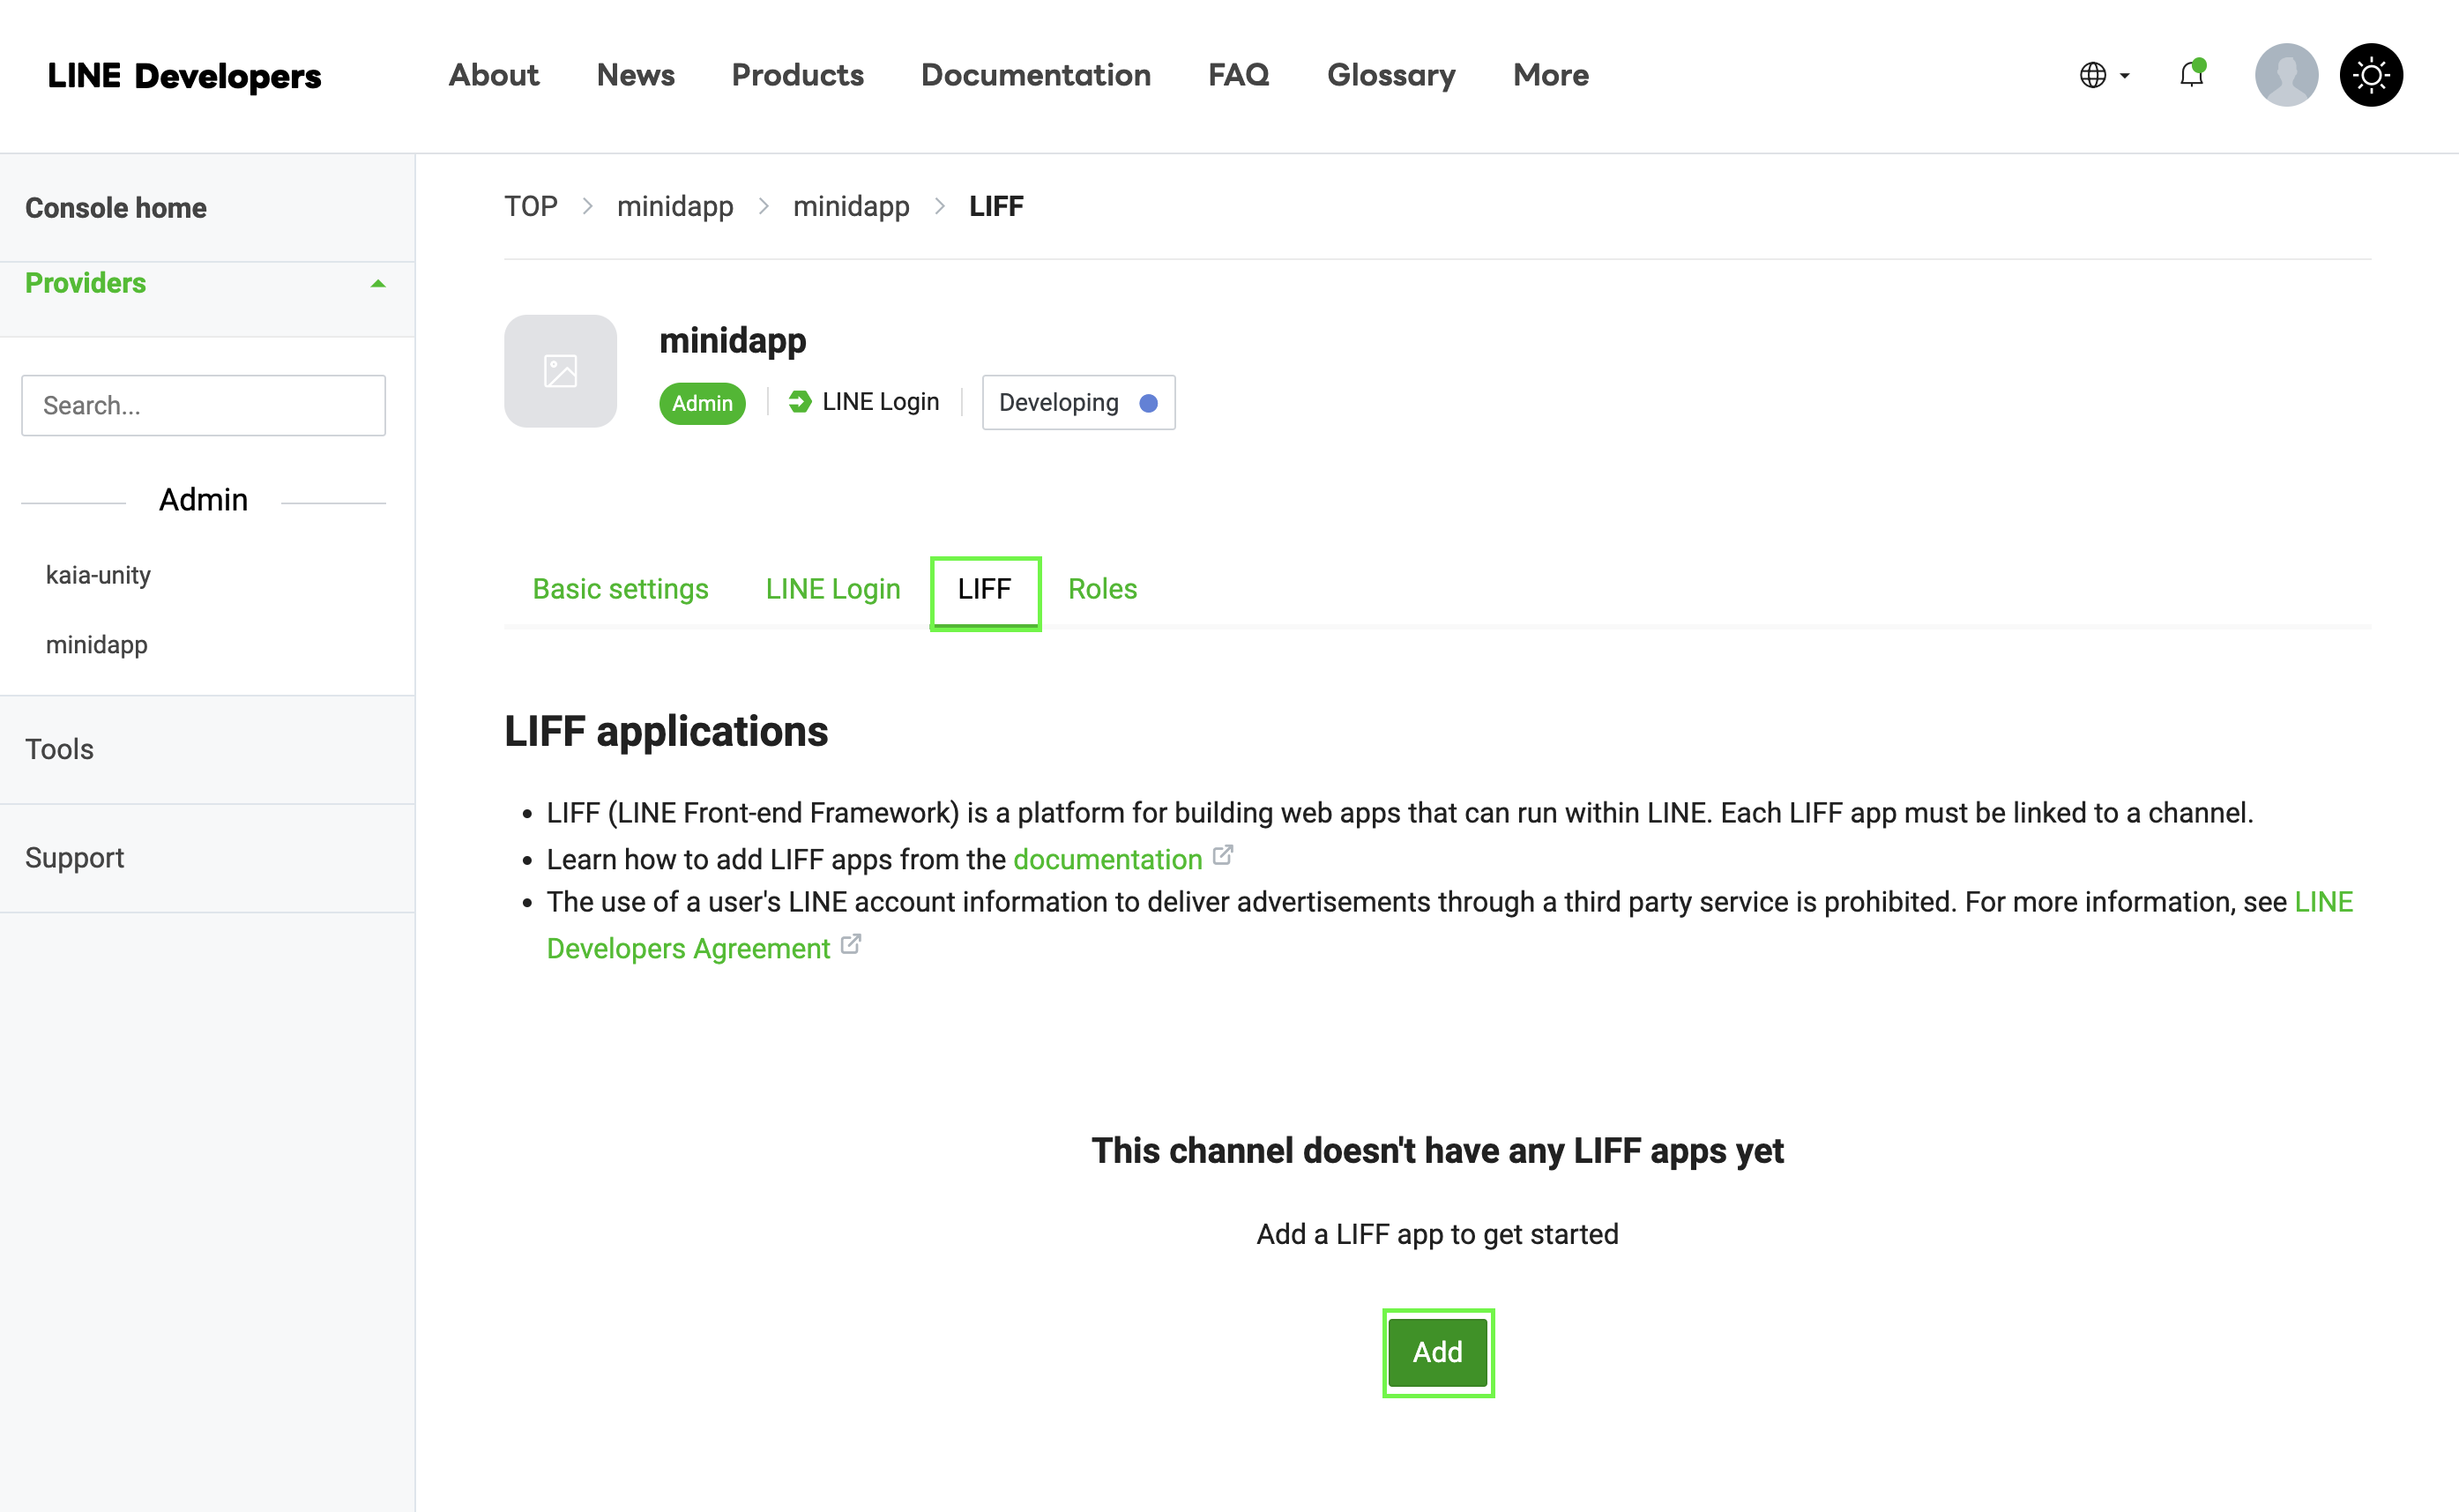 LINE Developers
About News Products Documentation FAQ Glossary More
Console home
Providers
Search...
Admin
kaia-unity
minidapp
Tools
Support
TOP > minidapp > minidapp > LIFF
minidapp
Admin LINE Login Developing
Basic settings LINE Login LIFF Roles
LIFF applications
• LIFF (LINE Front-end Framework) is a platform for building web apps that can run within LINE. Each LIFF app must be linked to a channel.
• Learn how to add LIFF apps from the documentation
• The use of a user's LINE account information to deliver advertisements through a third party service is prohibited. For more information, see LINE
Developers Agreement
This channel doesn't have any LIFF apps yet
Add a LIFF app to get started
Add